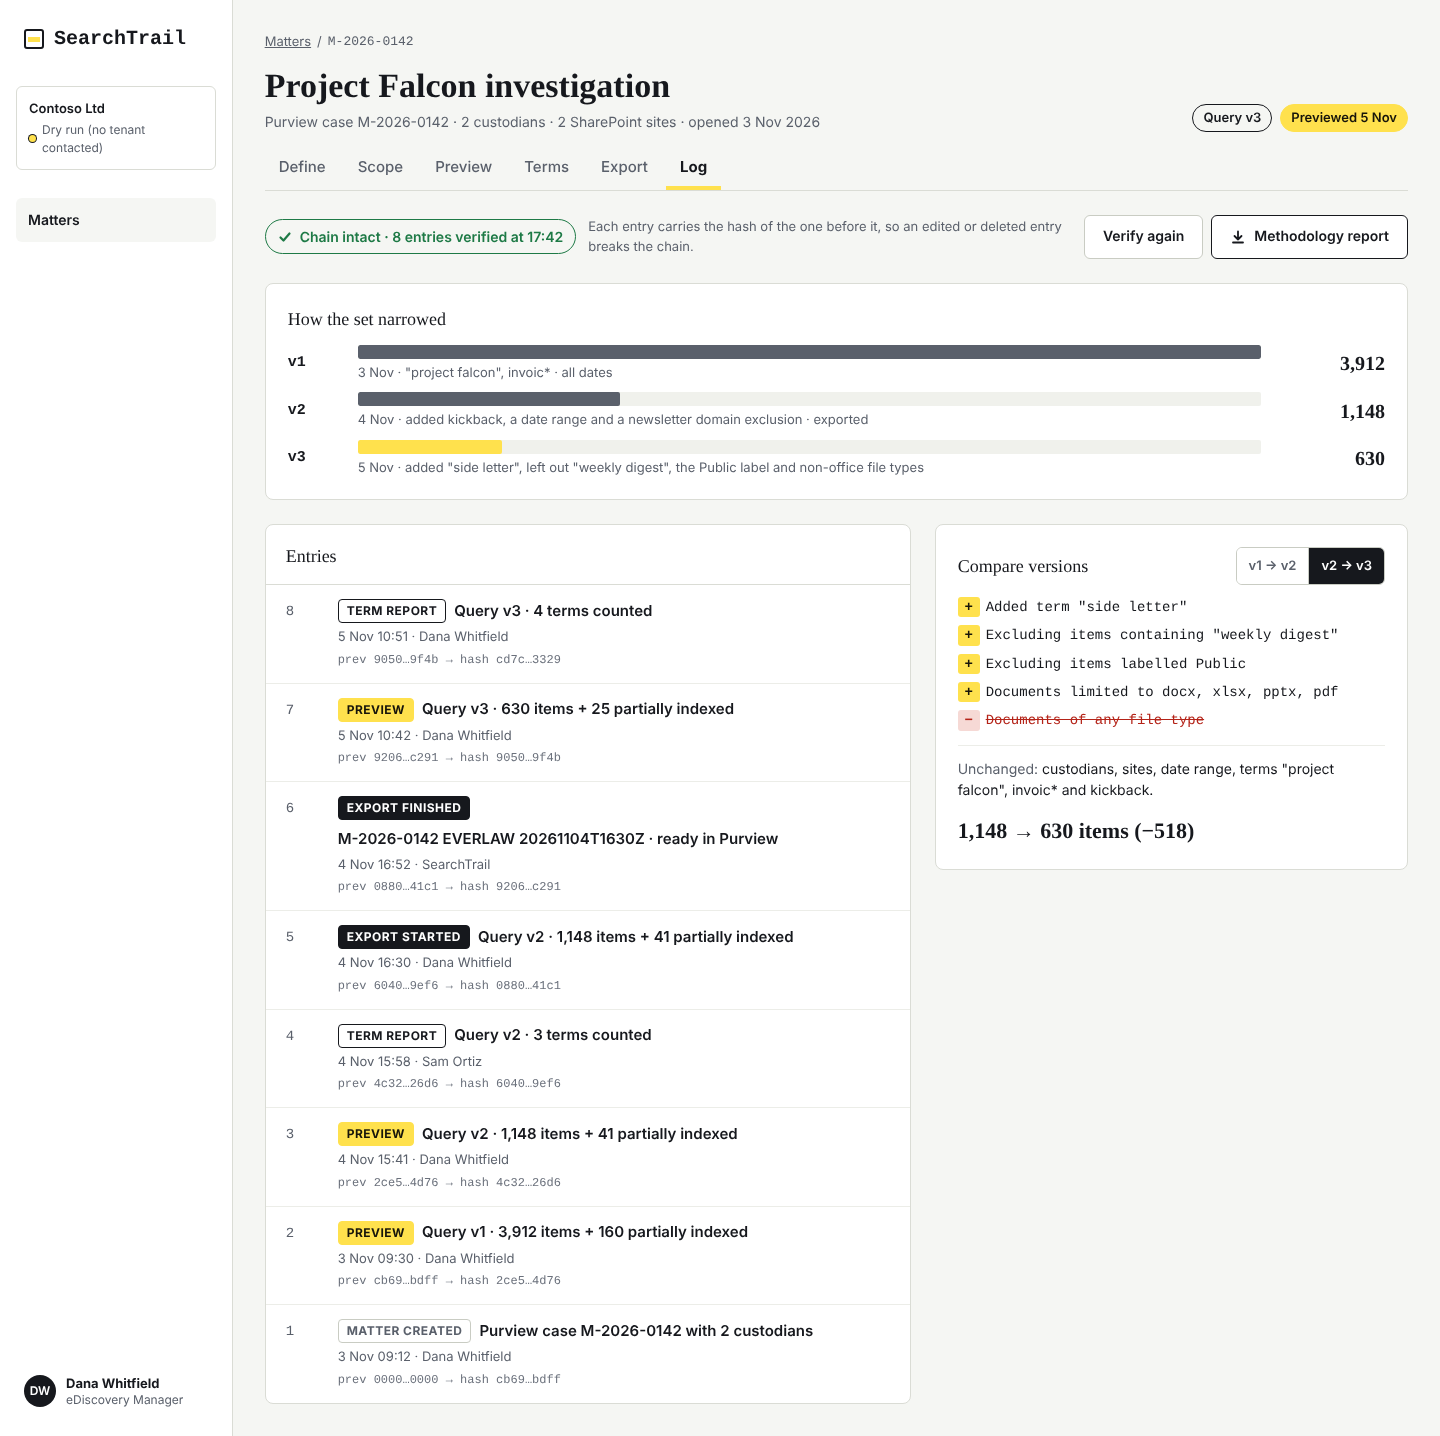 SearchTrail
Contoso Ltd
Dry run (no tenant
contacted)
Matters
DW
Dana Whitfield
eDiscovery Manager
Matters / M-2026-0142
Project Falcon investigation
Purview case M-2026-0142 · 2 custodians · 2 SharePoint sites · opened 3 Nov 2026
Query v3
Previewed 5 Nov
Define
Scope
Preview
Terms
Export
Log
Chain intact · 8 entries verified at 17:42
Each entry carries the hash of the one before it, so an edited or deleted entry
breaks the chain.
Verify again
Methodology report
How the set narrowed
v1
3 Nov · "project falcon", invoic* · all dates
3,912
v2
4 Nov · added kickback, a date range and a newsletter domain exclusion · exported
1,148
v3
5 Nov · added "side letter", left out "weekly digest", the Public label and non-office file types
630
Entries
8
TERM REPORT Query v3 · 4 terms counted
5 Nov 10:51 · Dana Whitfield
prev 9050…9f4b → hash cd7c…3329
7
PREVIEW Query v3 · 630 items + 25 partially indexed
5 Nov 10:42 · Dana Whitfield
prev 9206…c291 → hash 9050…9f4b
6
EXPORT FINISHED
M-2026-0142 EVERLAW 20261104T1630Z · ready in Purview
4 Nov 16:52 · SearchTrail
prev 0880…41c1 → hash 9206…c291
5
EXPORT STARTED Query v2 · 1,148 items + 41 partially indexed
4 Nov 16:30 · Dana Whitfield
prev 6040…9ef6 → hash 0880…41c1
4
TERM REPORT Query v2 · 3 terms counted
4 Nov 15:58 · Sam Ortiz
prev 4c32…26d6 → hash 6040…9ef6
3
PREVIEW Query v2 · 1,148 items + 41 partially indexed
4 Nov 15:41 · Dana Whitfield
prev 2ce5…4d76 → hash 4c32…26d6
2
PREVIEW Query v1 · 3,912 items + 160 partially indexed
3 Nov 09:30 · Dana Whitfield
prev cb69…bdff → hash 2ce5…4d76
1
MATTER CREATED Purview case M-2026-0142 with 2 custodians
3 Nov 09:12 · Dana Whitfield
prev 0000…0000 → hash cb69…bdff
Compare versions
v1 → v2
v2 → v3
+ Added term "side letter"
+ Excluding items containing "weekly digest"
+ Excluding items labelled Public
+ Documents limited to docx, xlsx, pptx, pdf
− Documents of any file type
Unchanged: custodians, sites, date range, terms "project
falcon", invoic* and kickback.
1,148 → 630 items (−518)